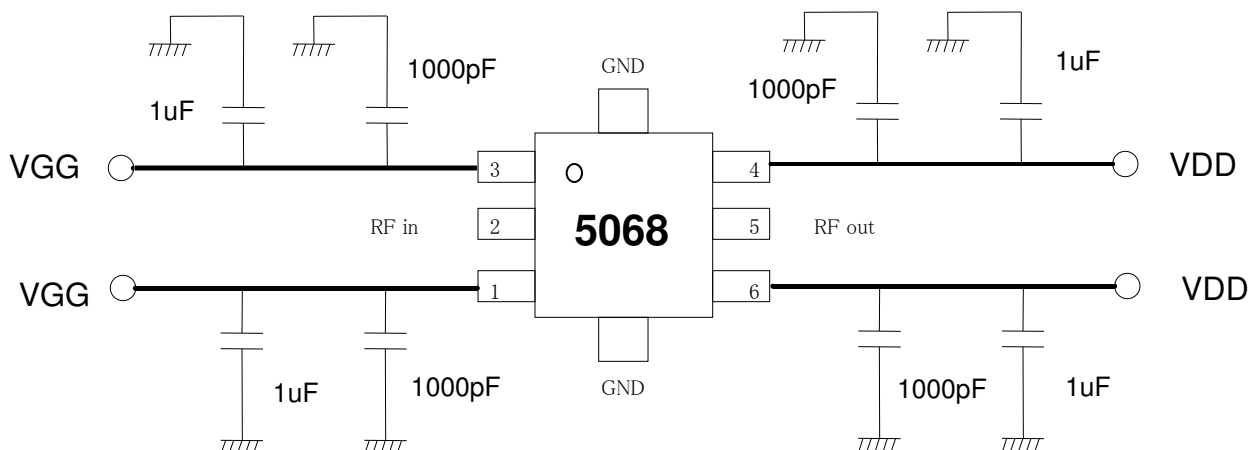 GND
1000pF
1uF
1uF
1000pF
VGG
3
4
VDD
RF in
2
5068
5
RF out
VGG
1
6
VDD
1uF
1000pF
GND
1000pF
1uF